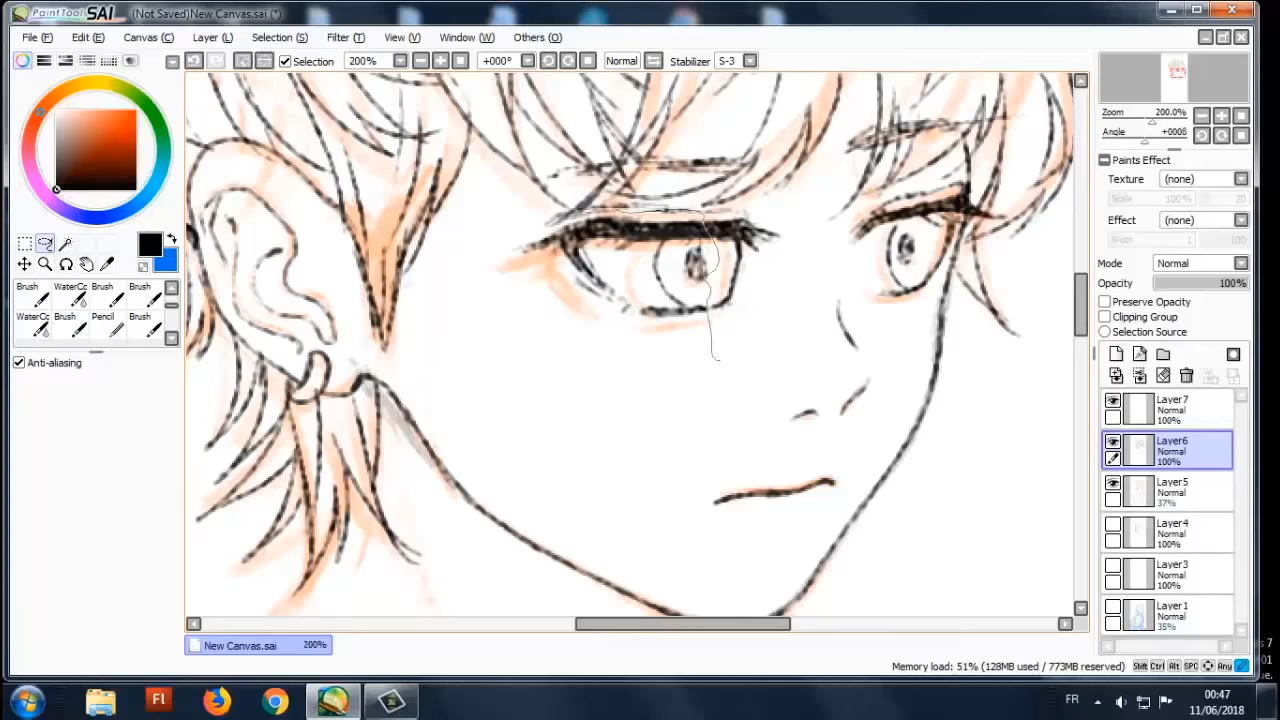 PaintTool SAI (Not Saved)New Canvas.sai (*)
File (F) Edit (E) Canvas (C) Layer (L) Selection (S) Filter (T) View (V) Window (W) Others (O)
Selection 200% +000° Normal Stabilizer S-3
Zoom 200.0%
Angle +0008
Paints Effect
Texture (none)
Scale 100% 20
Effect (none)
Width 1 100
Mode Normal
Opacity 100%
Preserve Opacity
Clipping Group
Selection Source
Brush WaterCo Brush Brush
WaterCo Brush Pencil Brush
Anti-aliasing
Layer7
Normal
100%
Layer6
Normal
100%
Layer5
Normal
37%
Layer4
Normal
100%
Layer3
Normal
100%
Layer1
Normal
35%
New Canvas.sai 200%
Memory load: 51% (128MB used / 773MB reserved) Shift Ctrl Alt SPC Any
Fl FR 00:47
11/06/2018